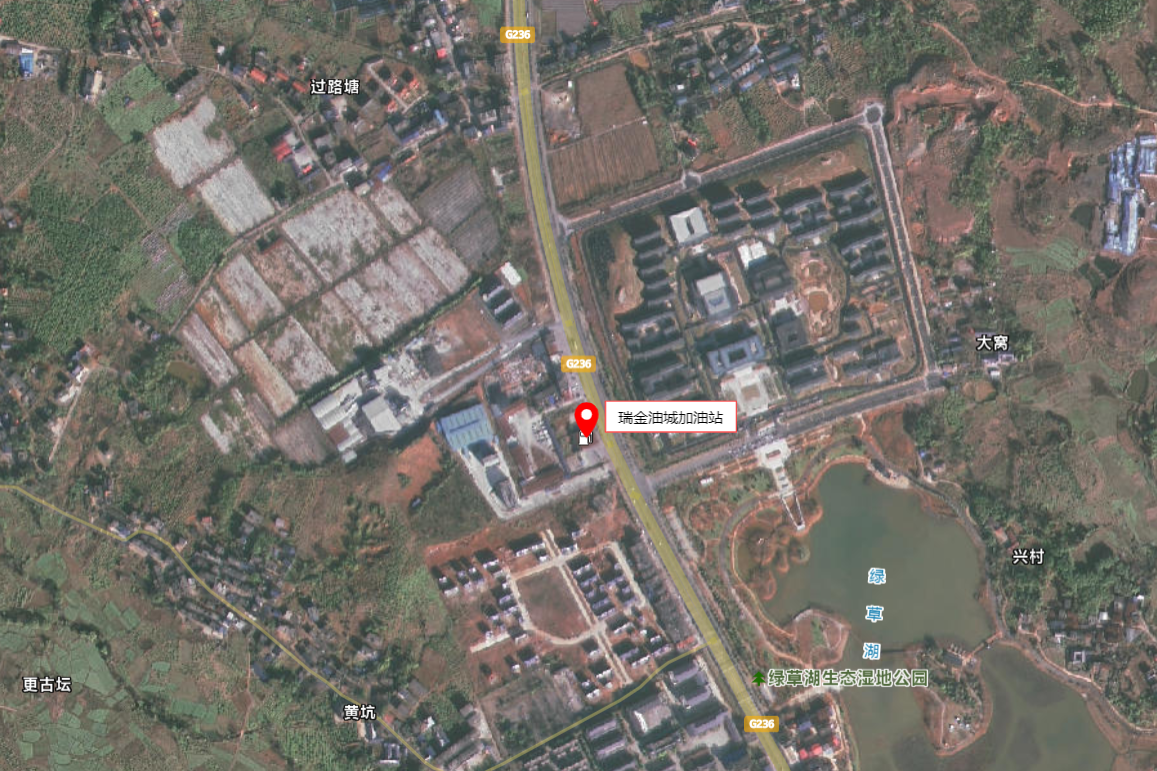 G236
过路塘
大窝
G236
瑞金油城加油站
兴村
绿
草
湖
绿草湖生态湿地公园
更古坛
黄坑
G236